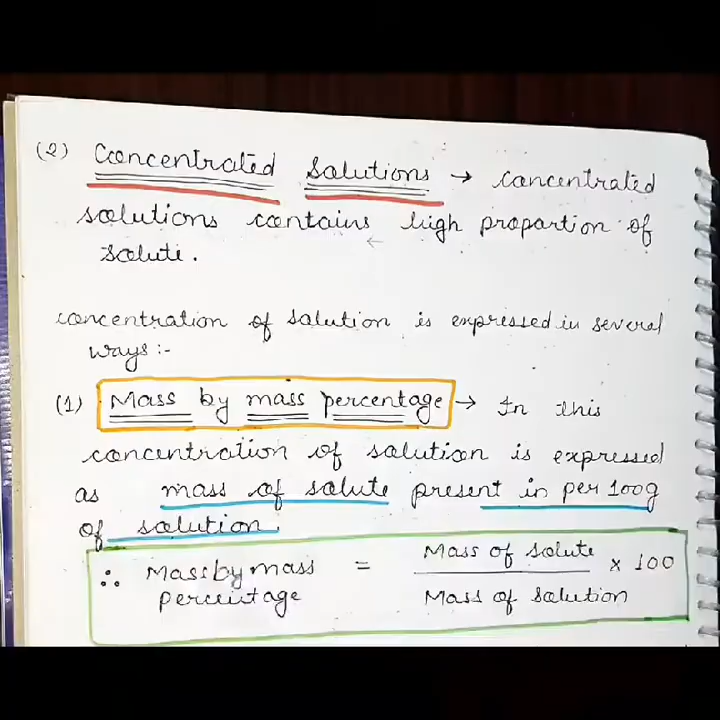 (2) Concentrated Solutions → concentrated
solutions contains high proportion of
solute.
concentration of solution is expressed in several
ways :-
(1) Mass by mass percentage → In this
concentration of solution is expressed
as mass of solute present in per 100g
of solution.
∴ Mass by mass percentage = Mass of solute / Mass of solution × 100